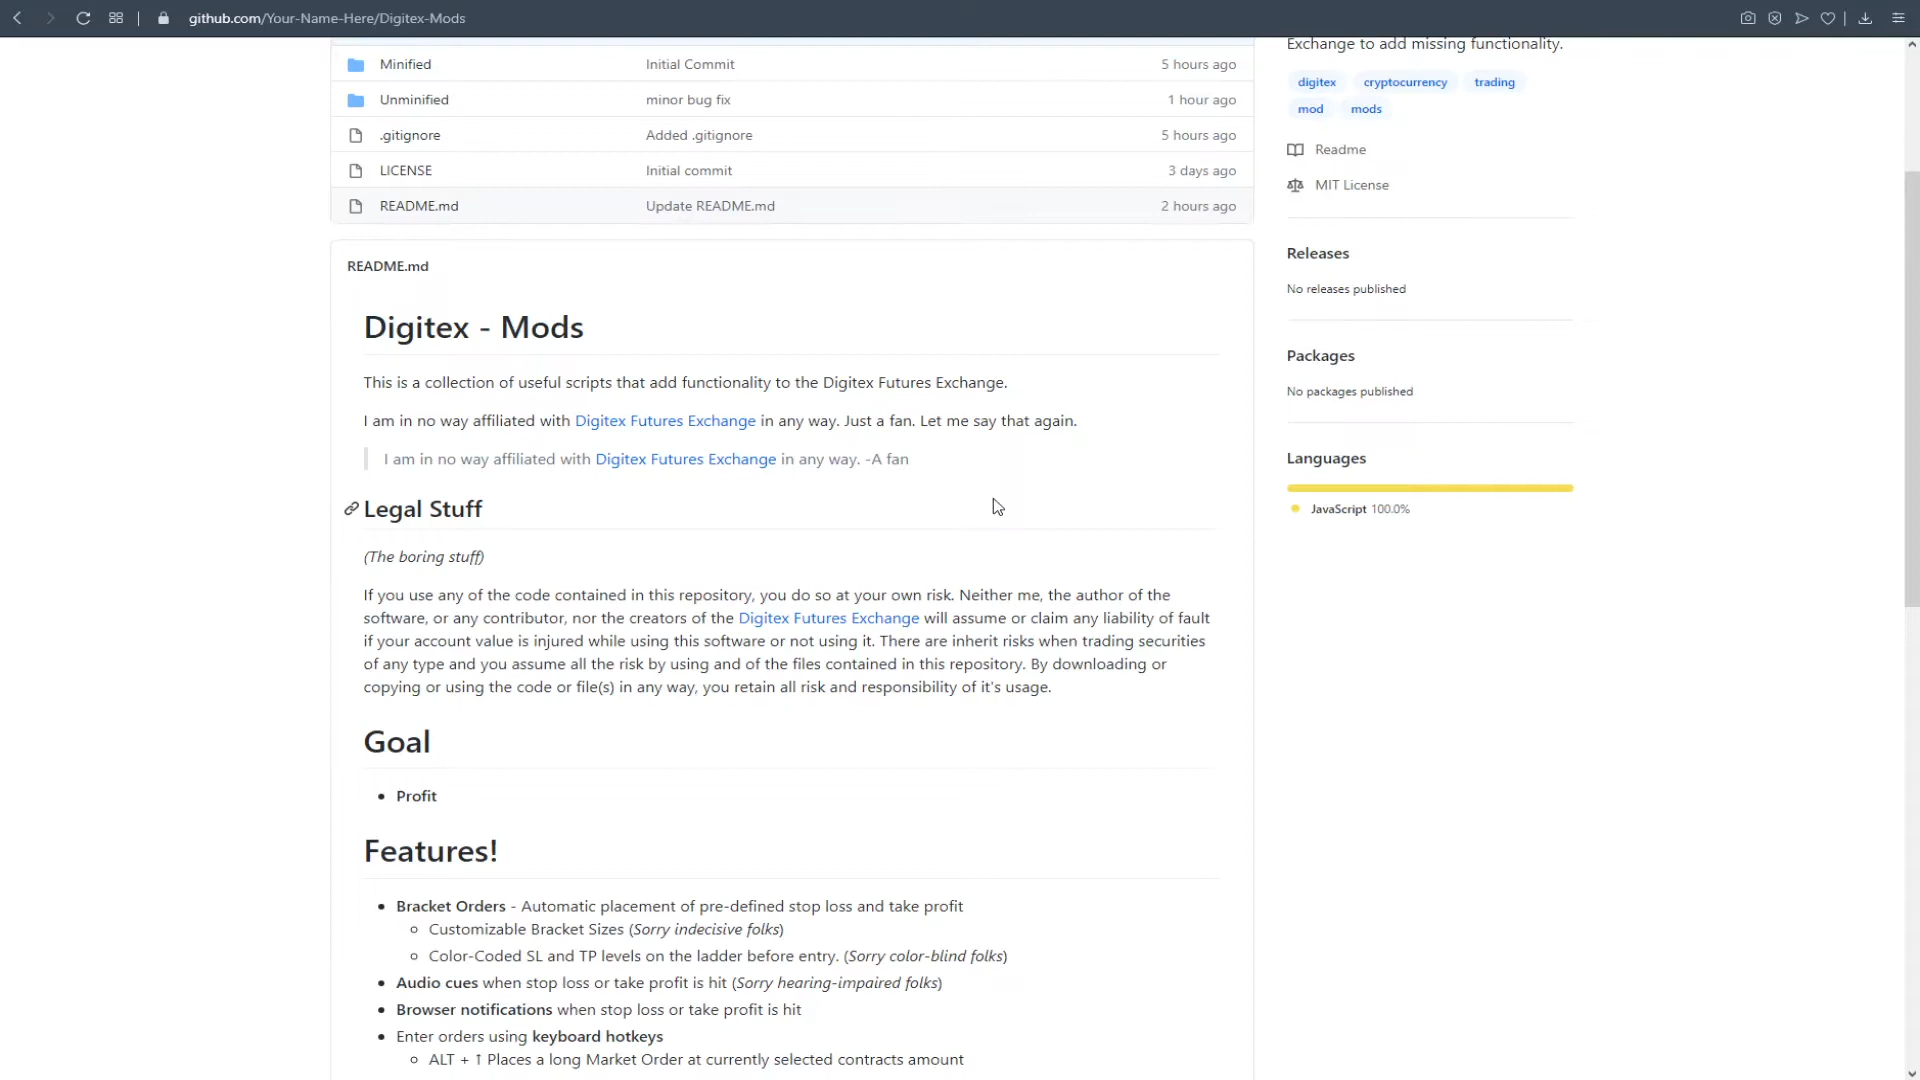 github.com/Your-Name-Here/Digitex-Mods
Exchange to add missing functionality.
Minified Initial Commit 5 hours ago
Unminified minor bug fix 1 hour ago
.gitignore Added .gitignore 5 hours ago
LICENSE Initial commit 3 days ago
README.md Update README.md 2 hours ago
digitex cryptocurrency trading
mod mods
Readme
MIT License
Releases
No releases published
Packages
No packages published
Languages
JavaScript 100.0%
README.md
Digitex - Mods
This is a collection of useful scripts that add functionality to the Digitex Futures Exchange.
I am in no way affiliated with Digitex Futures Exchange in any way. Just a fan. Let me say that again.
I am in no way affiliated with Digitex Futures Exchange in any way. -A fan
Legal Stuff
(The boring stuff)
If you use any of the code contained in this repository, you do so at your own risk. Neither me, the author of the
software, or any contributor, nor the creators of the Digitex Futures Exchange will assume or claim any liability of fault
if your account value is injured while using this software or not using it. There are inherit risks when trading securities
of any type and you assume all the risk by using and of the files contained in this repository. By downloading or
copying or using the code or file(s) in any way, you retain all risk and responsibility of it's usage.
Goal
• Profit
Features!
• Bracket Orders - Automatic placement of pre-defined stop loss and take profit
◦ Customizable Bracket Sizes (Sorry indecisive folks)
◦ Color-Coded SL and TP levels on the ladder before entry. (Sorry color-blind folks)
• Audio cues when stop loss or take profit is hit (Sorry hearing-impaired folks)
• Browser notifications when stop loss or take profit is hit
• Enter orders using keyboard hotkeys
◦ ALT + ↑ Places a long Market Order at currently selected contracts amount